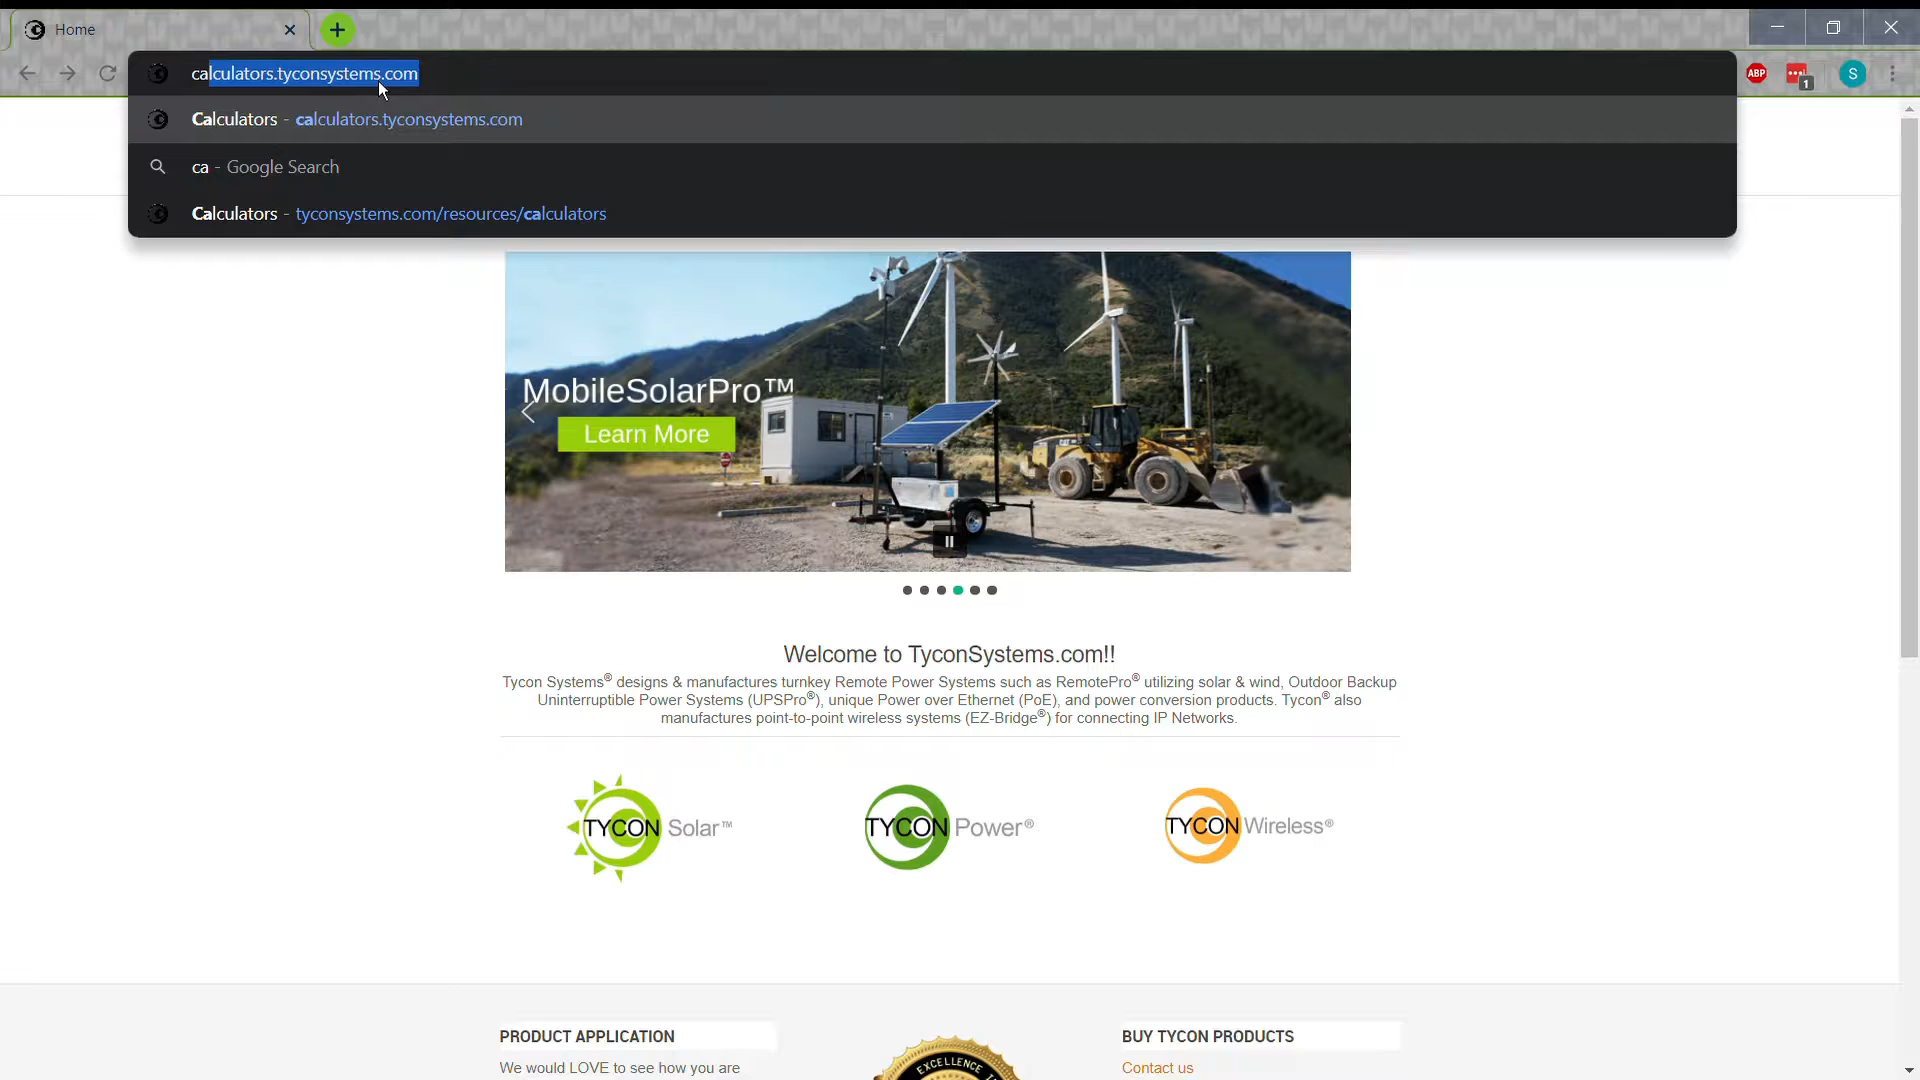 Home
calculators.tyconsystems.com
ABP
1
S
Calculators - calculators.tyconsystems.com
ca - Google Search
Calculators - tyconsystems.com/resources/calculators
MobileSolarPro™
Learn More
Welcome to TyconSystems.com!!
Tycon Systems® designs & manufactures turnkey Remote Power Systems such as RemotePro® utilizing solar & wind, Outdoor Backup
Uninterruptible Power Systems (UPSPro®), unique Power over Ethernet (PoE), and power conversion products. Tycon® also
manufactures point-to-point wireless systems (EZ-Bridge®) for connecting IP Networks.
TYCON Solar™
TYCON Power®
TYCON Wireless®
PRODUCT APPLICATION
We would LOVE to see how you are
EXCELLENCE
BUY TYCON PRODUCTS
Contact us